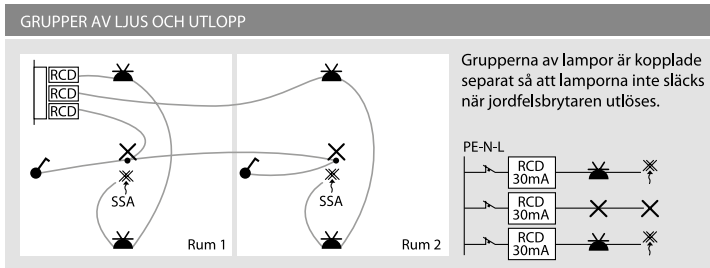 GRUPPER AV LJUS OCH UTLOPP
RCD
RCD
RCD
SSA
Rum 1
SSA
Rum 2
Grupperna av lampor är kopplade
separat så att lamporna inte släcks
när jordfelsbrytaren utlöses.
PE-N-L
RCD
30mA
RCD
30mA
RCD
30mA